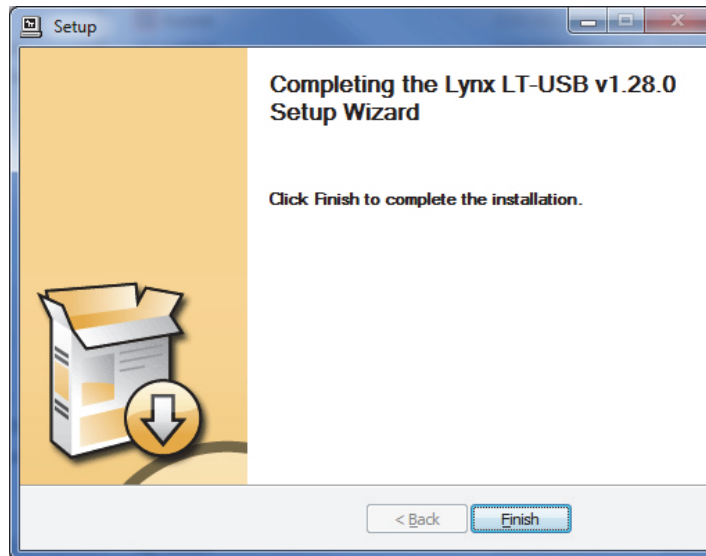 Setup
Completing the Lynx LT-USB v1.28.0
Setup Wizard
Click Finish to complete the installation.
< Back
Finish